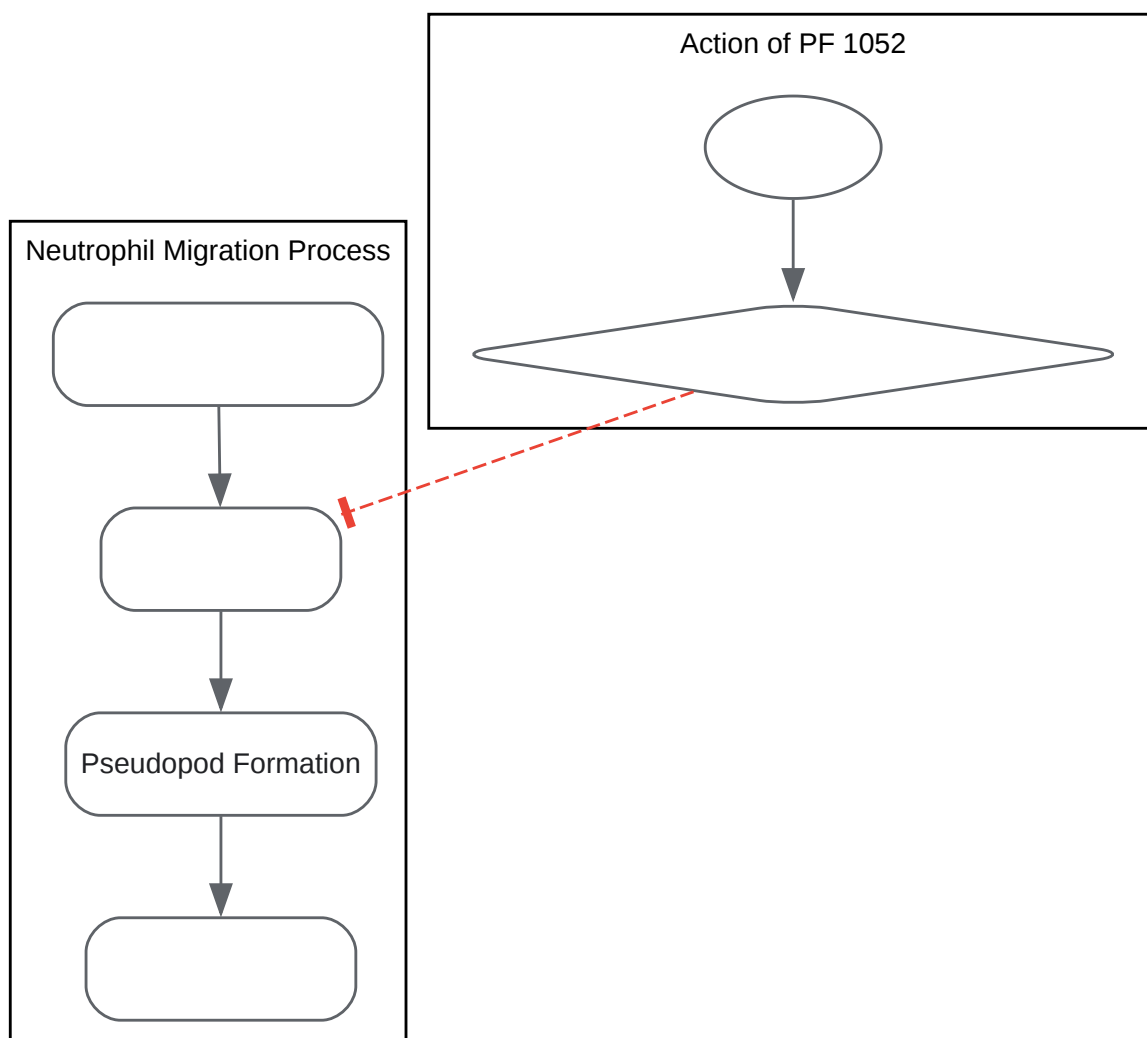 Action of PF 1052
Neutrophil Migration Process
Pseudopod Formation